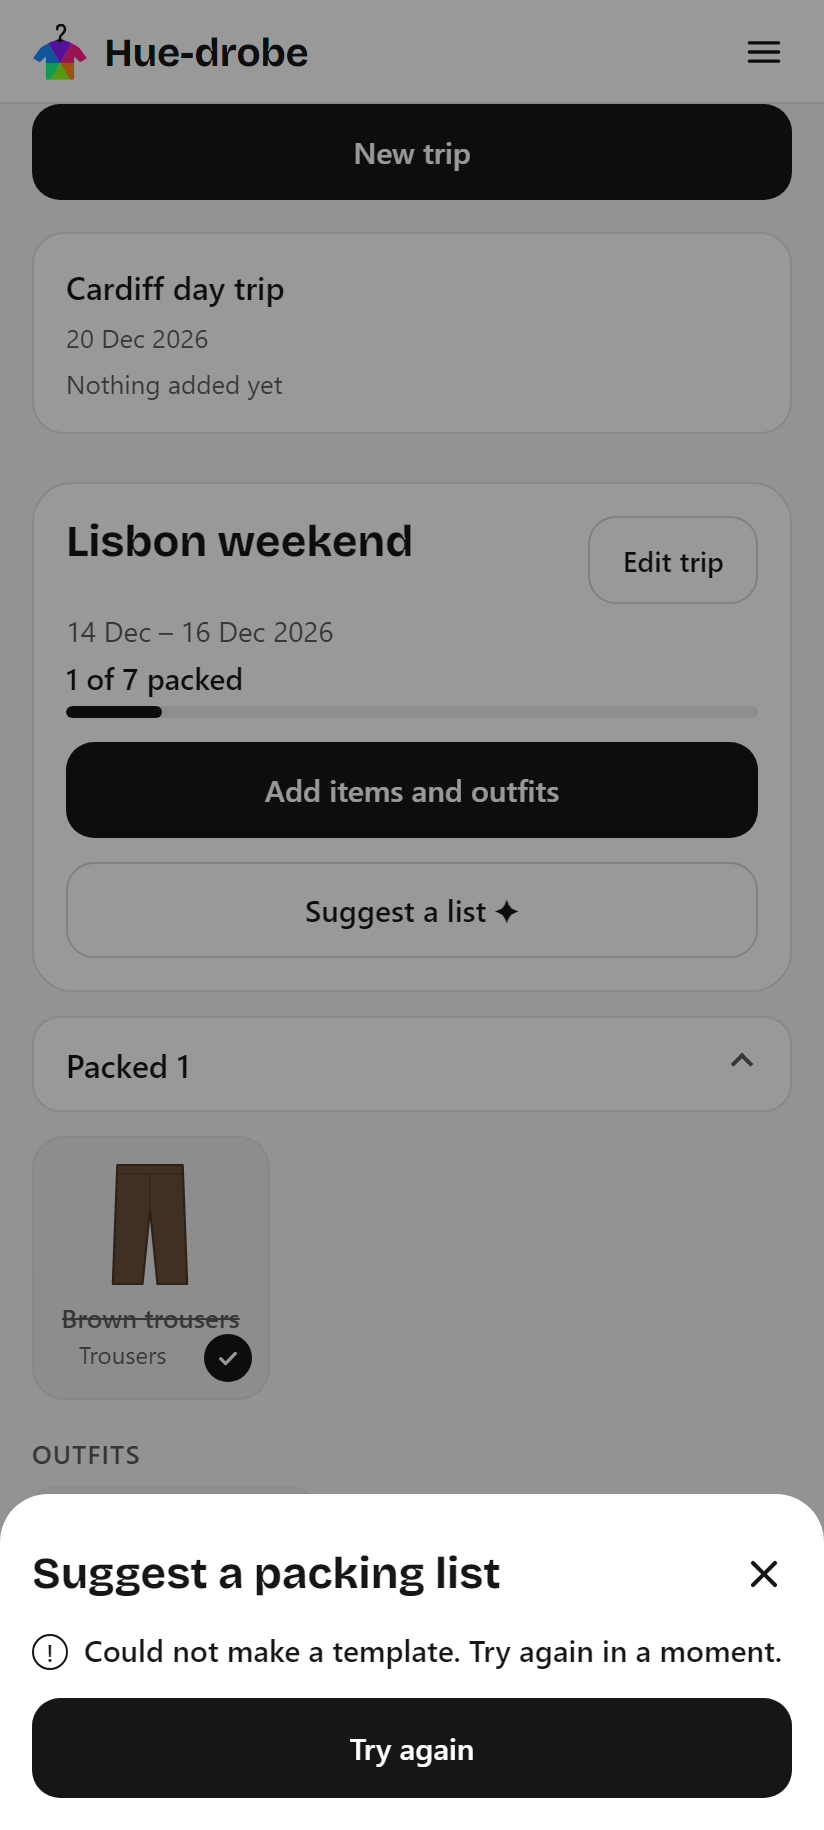 Hue-drobe
New trip
Cardiff day trip
20 Dec 2026
Nothing added yet
Lisbon weekend
Edit trip
14 Dec – 16 Dec 2026
1 of 7 packed
Add items and outfits
Suggest a list ✦
Packed 1
Brown trousers
Trousers
OUTFITS
Suggest a packing list
Could not make a template. Try again in a moment.
Try again